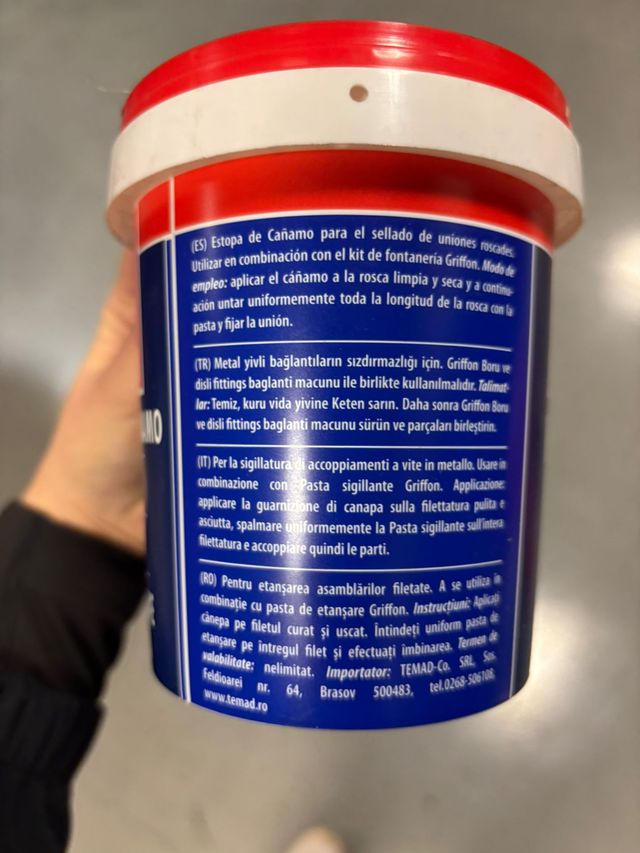 (ES) Estopa de Cañamo para el sellado de uniones roscades.
Utilizar en combinación con el kit de fontanería Griffon. Modo de
empleo: aplicar el cáñamo a la rosca limpia y seca y a continu-
ación untar uniformemente toda la longitud de la rosca con la
pasta y fijar la unión.
(TR) Metal yivli bağlantıların sızdırmazlığı için. Griffon Boru ve
disli fittings baglanti macunu ile birlikte kullanılmalıdır. Talimat-
lar: Temiz, kuru vida yivine Keten sarın. Daha sonra Griffon Boru
ve disli fittings baglanti macunu sürün ve parçaları birleştirin.
AMO
(IT) Per la sigillatura di accoppiamenti a vite in metallo. Usare in
combinazione con Pasta sigillante Griffon. Applicazione:
applicare la guarnizione di canapa sulla filettatura pulita e
asciutta, spalmare uniformemente la Pasta sigillante sull'intera
filettatura e accoppiare quindi le parti.
(RO) Pentru etanşarea asamblărilor filetate. A se utiliza în
combinaţie cu pasta de etanşare Griffon. Instrucţiuni: Aplicaţi
cânepa pe filetul curat şi uscat. Întindeţi uniform pasta de
etanşare pe intregul filet şi efectuaţi îmbinarea. Termen de
valabilitate: nelimitat. Importator: TEMAD-Co. SRL, Sos.
Feldioarei nr. 64, Brasov 500483, tel.0268-506108.
www.temad.ro